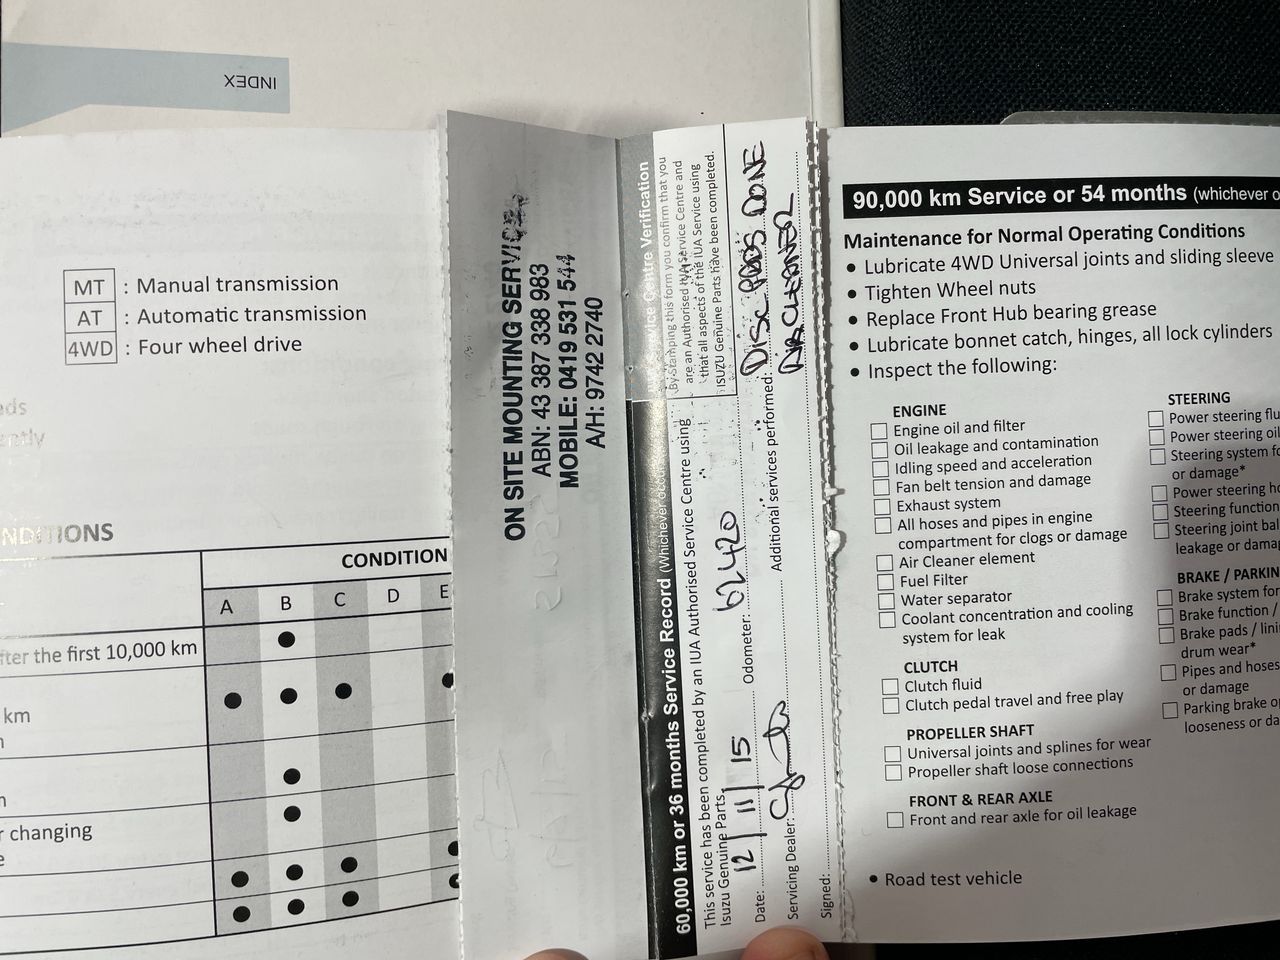 INDEX
MT : Manual transmission
AT : Automatic transmission
4WD : Four wheel drive
NDITIONS
CONDITION
A B C D E
fter the first 10,000 km
km
r changing
ON SITE MOUNTING SERVICE
ABN: 43 387 338 983
MOBILE: 0419 531 544
A/H: 9742 2740
Service Centre Verification
By Stamping this form you confirm that you
are an Authorised IUA Service Centre and
that all aspects of the IUA Service using
ISUZU Genuine Parts have been completed.
60,000 km or 36 months Service Record (Whichever
This service has been completed by an IUA Authorised Service Centre using
Isuzu Genuine Parts.
Date: 12/11/15 Odometer: 62420 DISC PADS DONE
Servicing Dealer: Additional services performed: AIR CLEANER
Signed:
90,000 km Service or 54 months (whichever o
Maintenance for Normal Operating Conditions
• Lubricate 4WD Universal joints and sliding sleeve
• Tighten Wheel nuts
• Replace Front Hub bearing grease
• Lubricate bonnet catch, hinges, all lock cylinders
• Inspect the following:
ENGINE
Engine oil and filter
Oil leakage and contamination
Idling speed and acceleration
Fan belt tension and damage
Exhaust system
All hoses and pipes in engine
compartment for clogs or damage
Air Cleaner element
Fuel Filter
Water separator
Coolant concentration and cooling
system for leak
CLUTCH
Clutch fluid
Clutch pedal travel and free play
PROPELLER SHAFT
Universal joints and splines for wear
Propeller shaft loose connections
FRONT & REAR AXLE
Front and rear axle for oil leakage
• Road test vehicle
STEERING
Power steering flu
Power steering oil
Steering system fo
or damage*
Power steering ho
Steering function
Steering joint bal
leakage or damag
BRAKE / PARKIN
Brake system for
Brake function /
Brake pads / lini
drum wear*
Pipes and hoses
or damage
Parking brake op
looseness or da